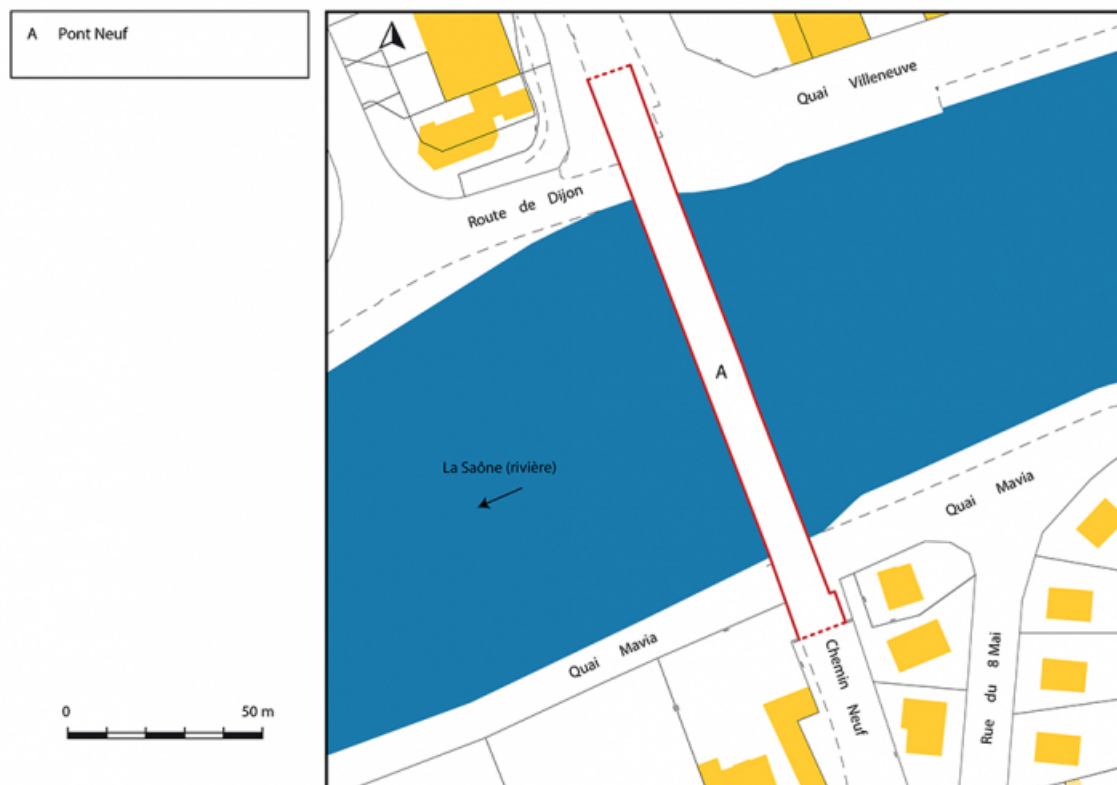 A Pont Neuf
Quai Villeneuve
Route de Dijon
A
La Saône (rivière)
Quai Mavia
Quai Mavia
Chemin Neuf
Rue du 8 Mai
0 50 m